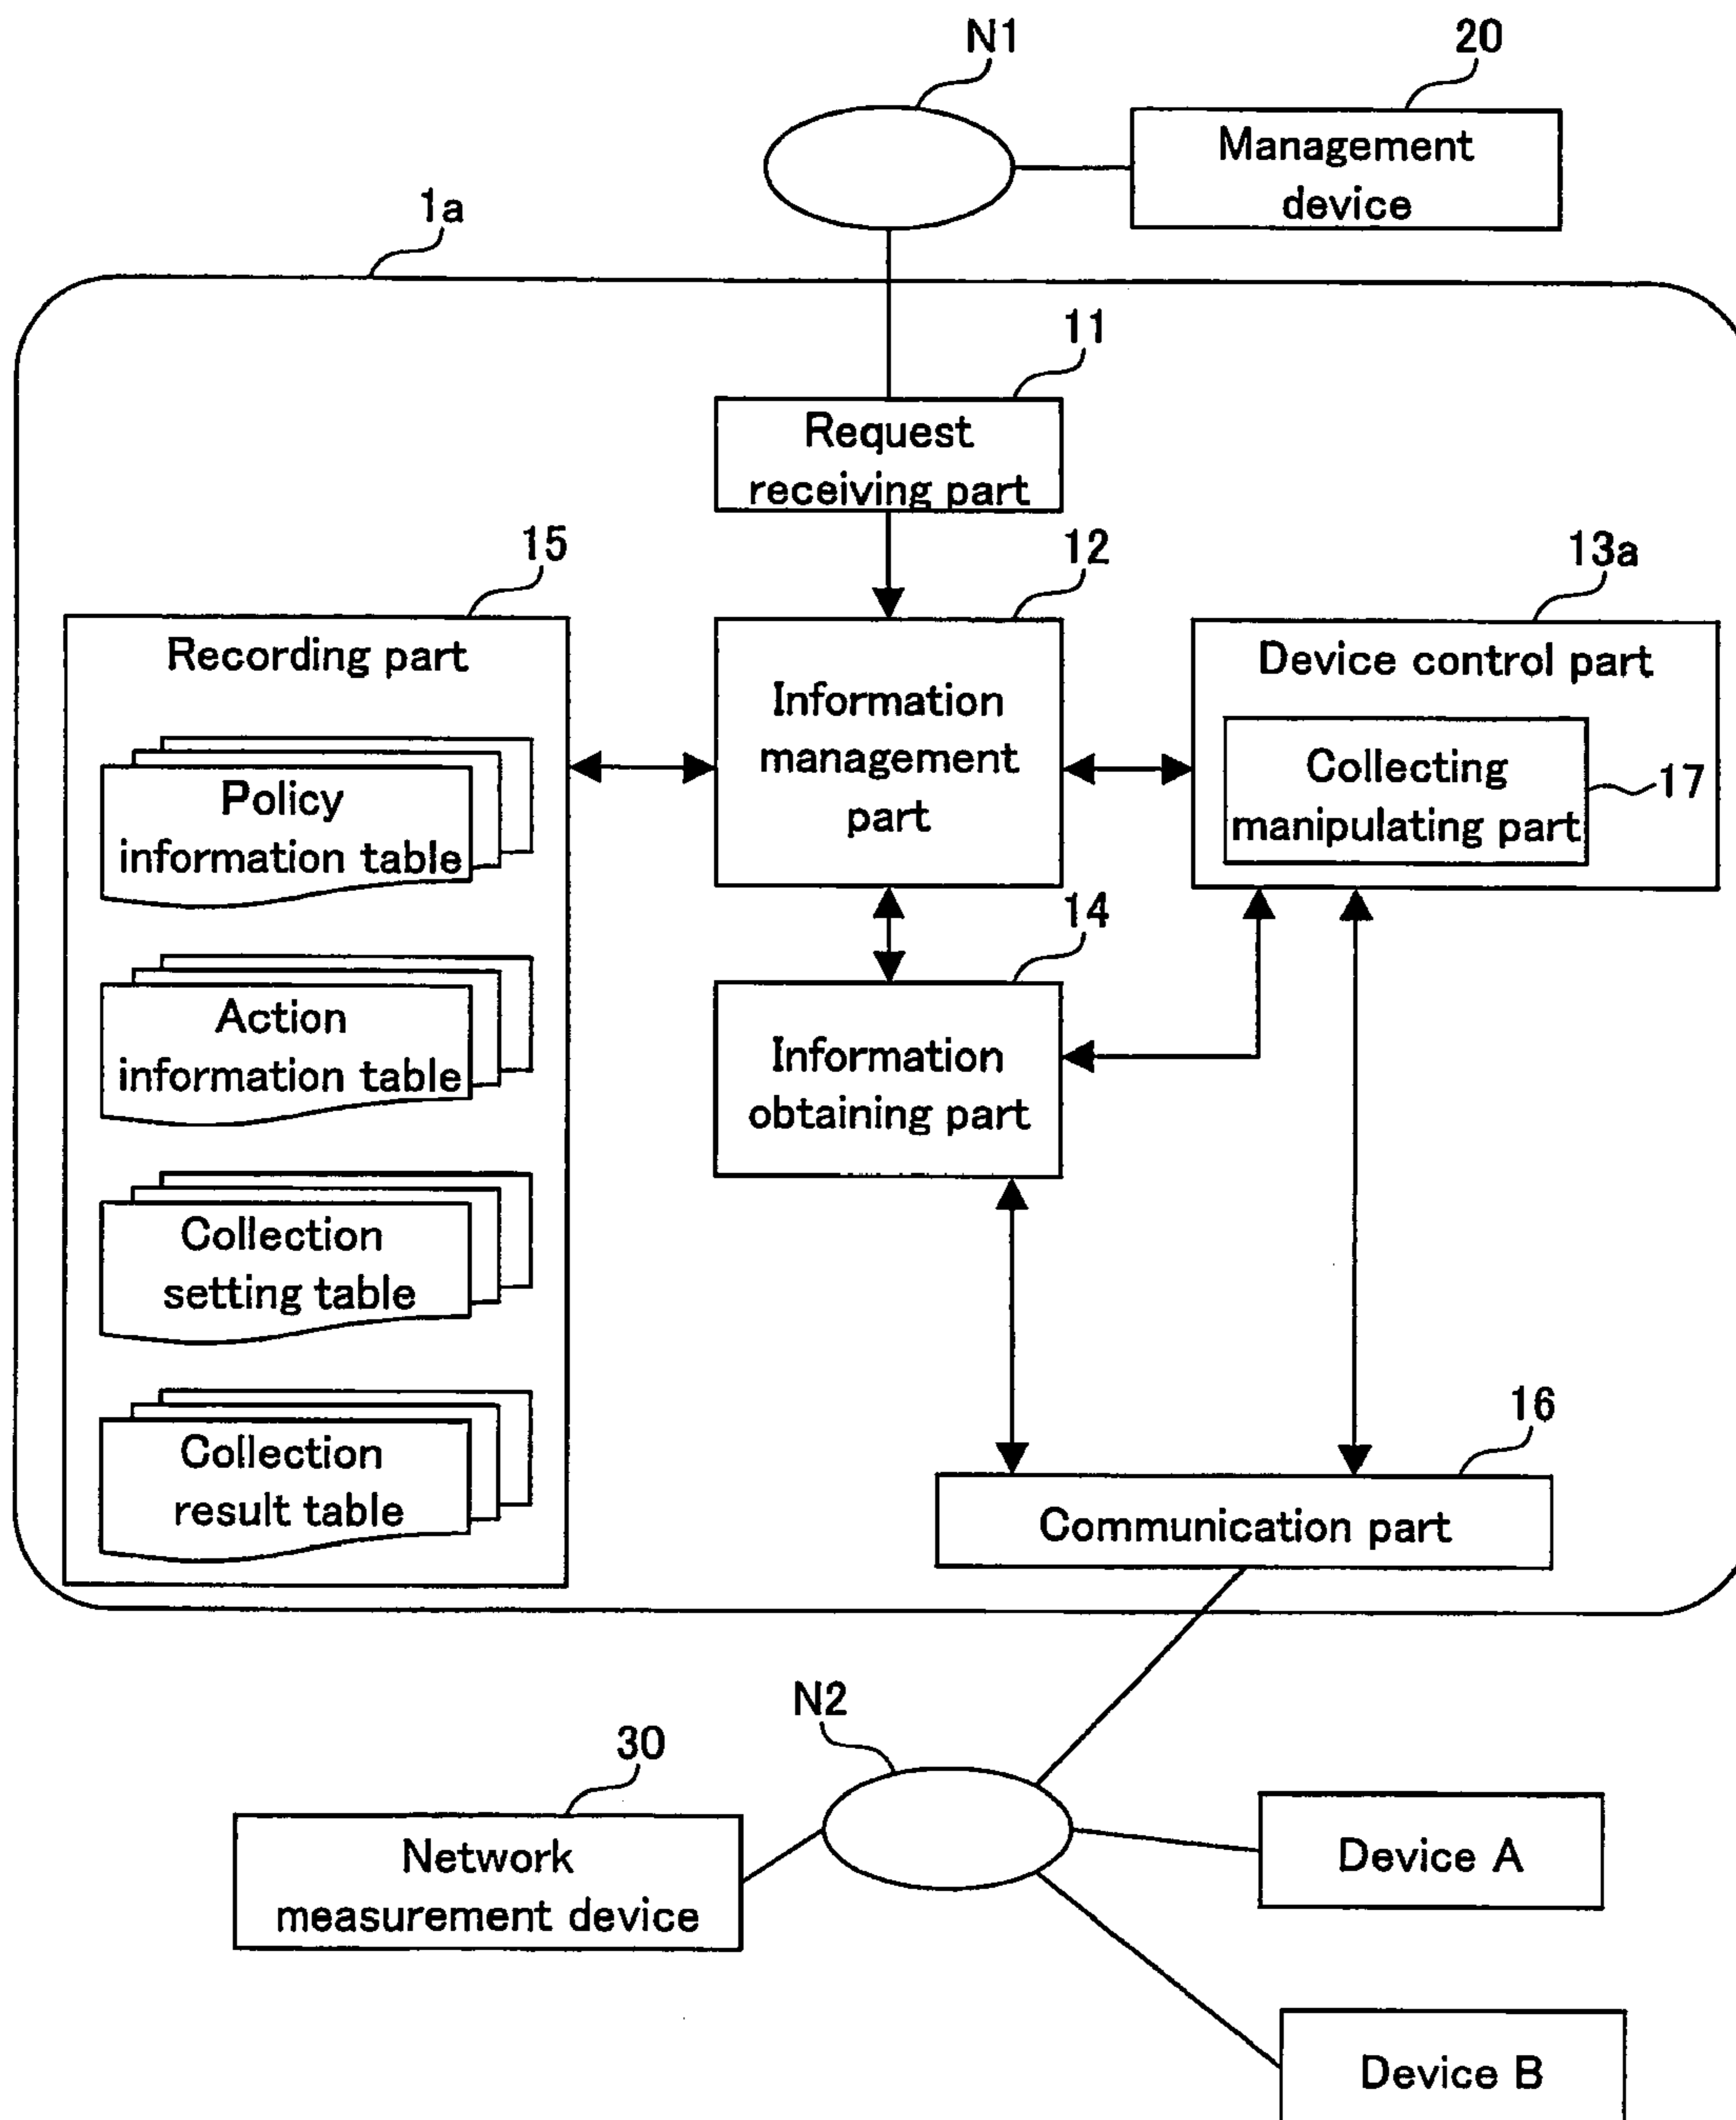 N1
20
Management
device
1a
11
Request
receiving part
15
12
13a
Recording part
Information
management
part
Device control part
Collecting
manipulating part
17
Policy
information table
14
Action
information table
Information
obtaining part
Collection
setting table
16
Collection
result table
Communication part
N2
30
Network
measurement device
Device A
Device B